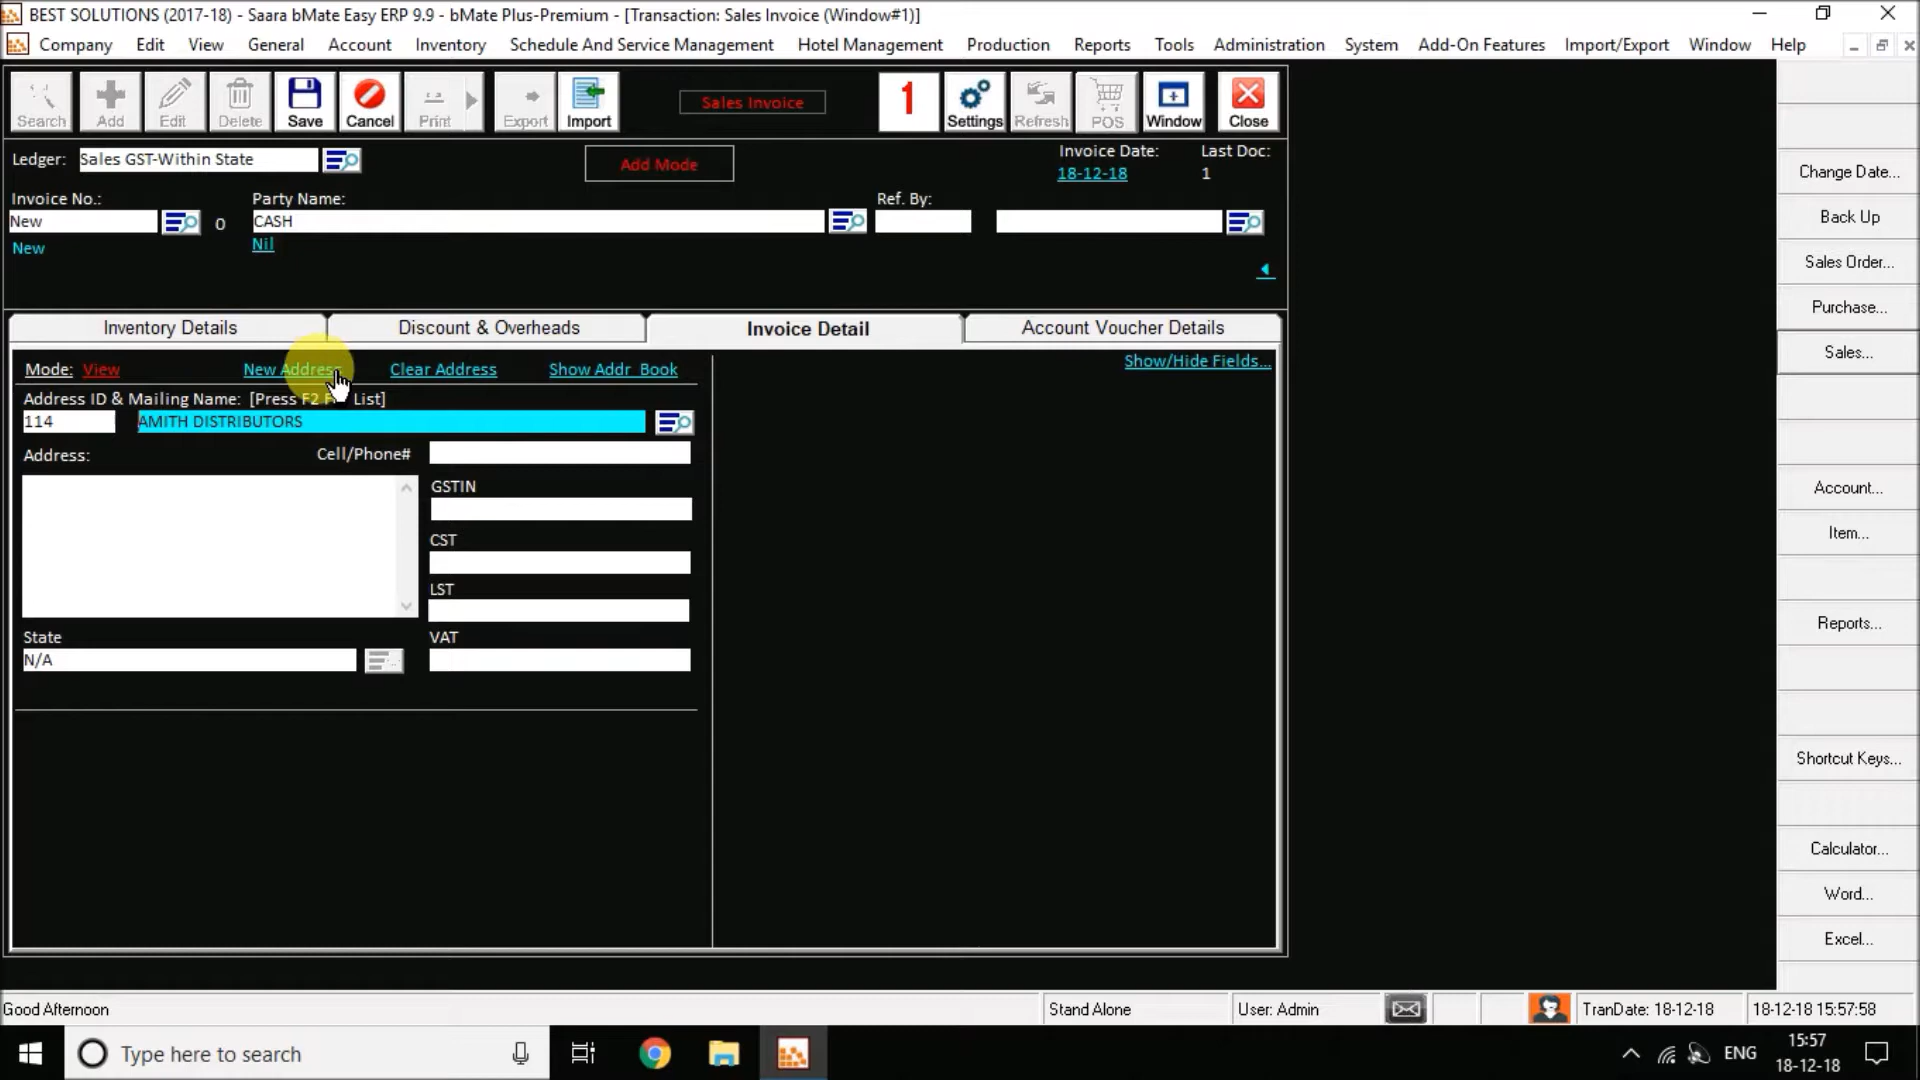 BEST SOLUTIONS (2017-18) - Saara bMate Easy ERP 9.9 - bMate Plus-Premium - [Transaction: Sales Invoice (Window#1)]
Company Edit View General Account Inventory Schedule And Service Management Hotel Management Production Reports Tools Administration System Add-On Features Import/Export Window Help
Search Add Edit Delete Save Cancel Print Export Import Sales Invoice 1 Settings Refresh POS Window Close
Ledger: Sales GST-Within State Add Mode Invoice Date: Last Doc:
18-12-18 1
Invoice No.: Party Name: Ref. By:
New 0 CASH
New Nil
Inventory Details Discount & Overheads Invoice Detail Account Voucher Details
Mode: View New Address Clear Address Show Addr_Book Show/Hide Fields...
Address ID & Mailing Name: [Press F2 List]
114 AMITH DISTRIBUTORS
Address: Cell/Phone#
GSTIN
CST
LST
State VAT
N/A
Change Date...
Back Up
Sales Order...
Purchase...
Sales...
Account...
Item...
Reports...
Shortcut Keys...
Calculator...
Word...
Excel...
Good Afternoon Stand Alone User: Admin TranDate: 18-12-18 18-12-18 15:57:58
Type here to search ENG 15:57
18-12-18